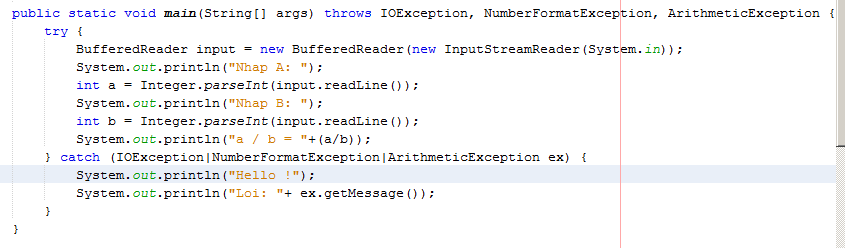 public static void main(String[] args) throws IOException, NumberFormatException, ArithmeticException {
try {
BufferedReader input = new BufferedReader(new InputStreamReader(System.in));
System.out.println("Nhap A: ");
int a = Integer.parseInt(input.readLine());
System.out.println("Nhap B: ");
int b = Integer.parseInt(input.readLine());
System.out.println("a / b = "+(a/b));
} catch (IOException|NumberFormatException|ArithmeticException ex) {
System.out.println("Hello !");
System.out.println("Loi: "+ ex.getMessage());
}
}